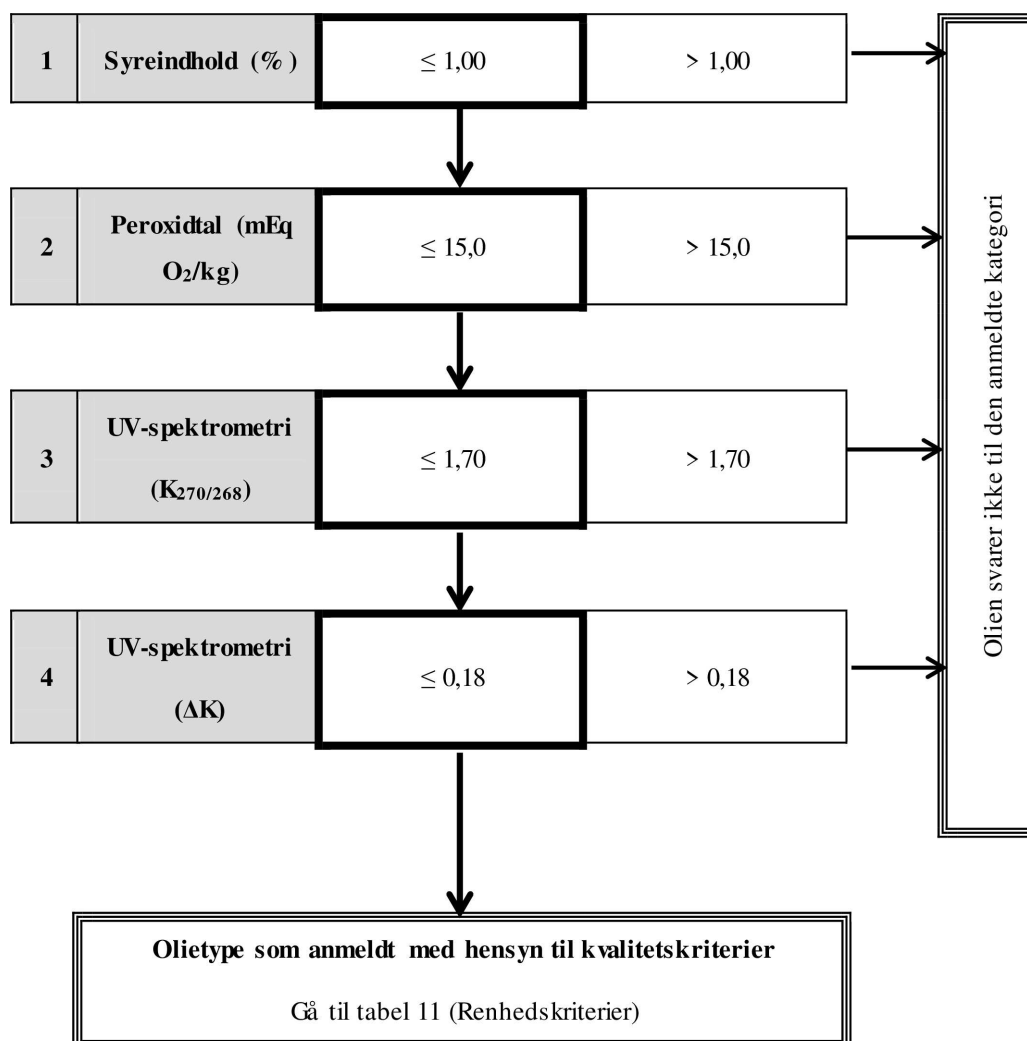 1 Syreindhold (%) ≤ 1,00 > 1,00
2 Peroxidtal (mEq O₂/kg) ≤ 15,0 > 15,0
3 UV-spektrometri (K₂₇₀/₂₆₈) ≤ 1,70 > 1,70
4 UV-spektrometri (ΔK) ≤ 0,18 > 0,18
Olien svarer ikke til den anmeldte kategori
Olietype som anmeldt med hensyn til kvalitetskriterier
Gå til tabel 11 (Renhedskriterier)